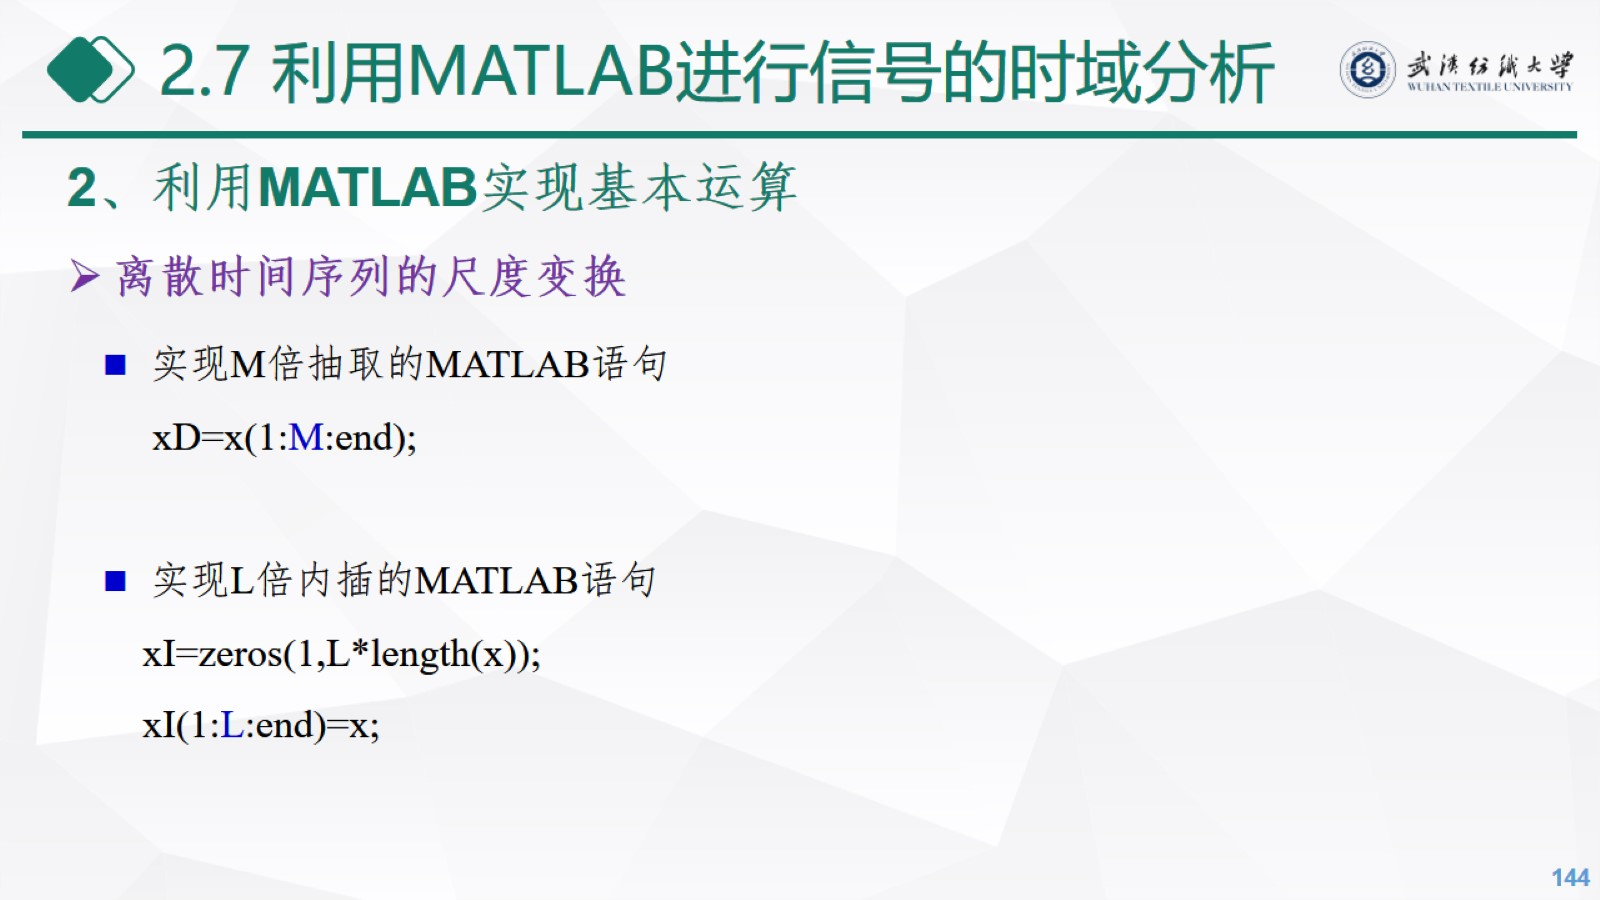 2.7 利用MATLAB进行信号的时域分析
武汉纺织大学
WUHAN TEXTILE UNIVERSITY
2、利用MATLAB实现基本运算
离散时间序列的尺度变换
实现M倍抽取的MATLAB语句
xD=x(1:M:end);
实现L倍内插的MATLAB语句
xI=zeros(1,L*length(x));
xI(1:L:end)=x;
144